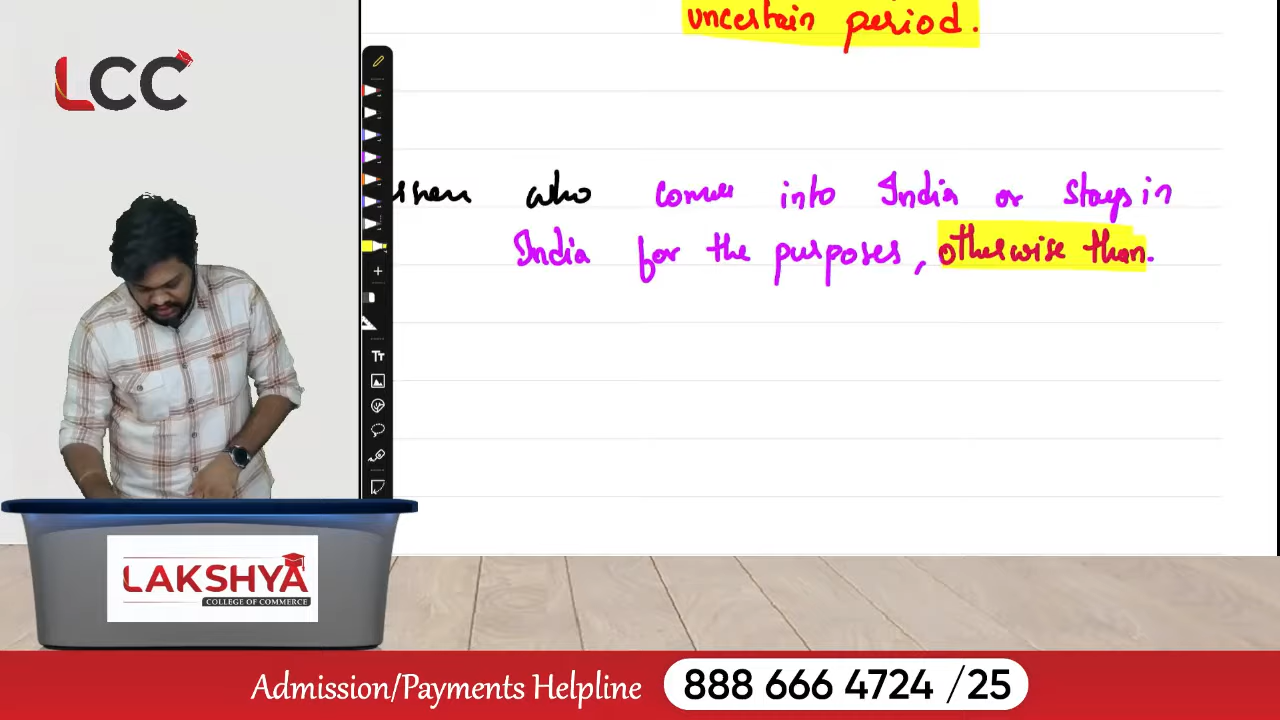 LCC
uncertain period.
who comes into India or stays in
India for the purposes, otherwise than.
TT
LAKSHYA
COLLEGE OF COMMERCE
Admission/Payments Helpline 888 666 4724 /25